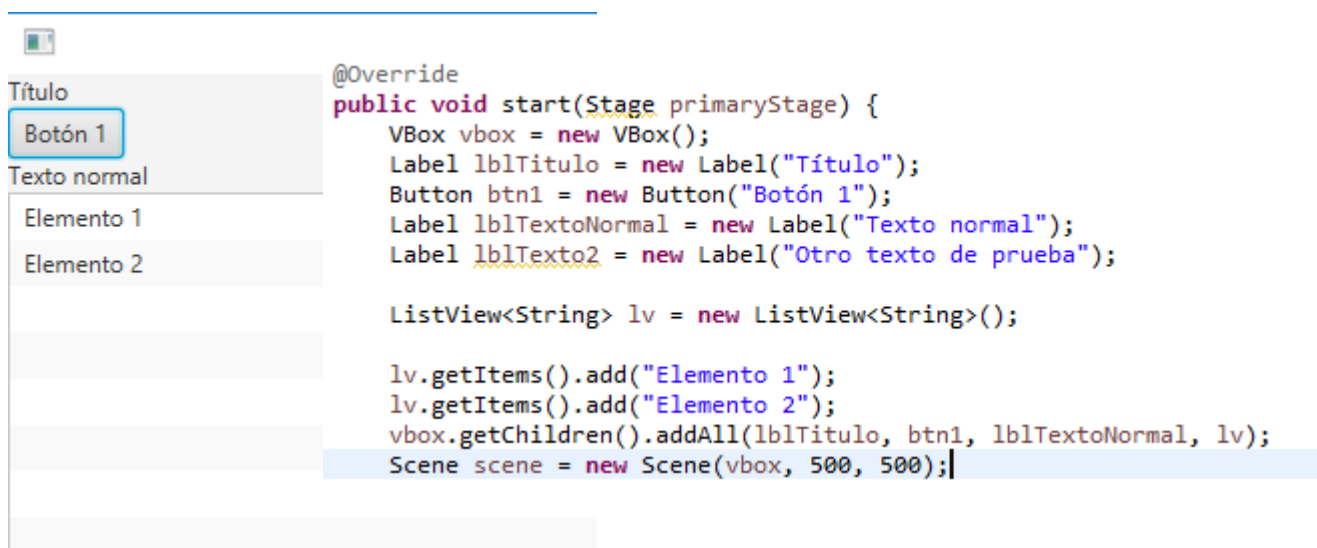 Título
Botón 1
Texto normal
Elemento 1
Elemento 2
@Override
public void start(Stage primaryStage) {
    VBox vbox = new VBox();
    Label lblTitulo = new Label("Título");
    Button btn1 = new Button("Botón 1");
    Label lblTextoNormal = new Label("Texto normal");
    Label lblTexto2 = new Label("Otro texto de prueba");
    ListView<String> lv = new ListView<String>();
    lv.getItems().add("Elemento 1");
    lv.getItems().add("Elemento 2");
    vbox.getChildren().addAll(lblTitulo, btn1, lblTextoNormal, lv);
    Scene scene = new Scene(vbox, 500, 500);